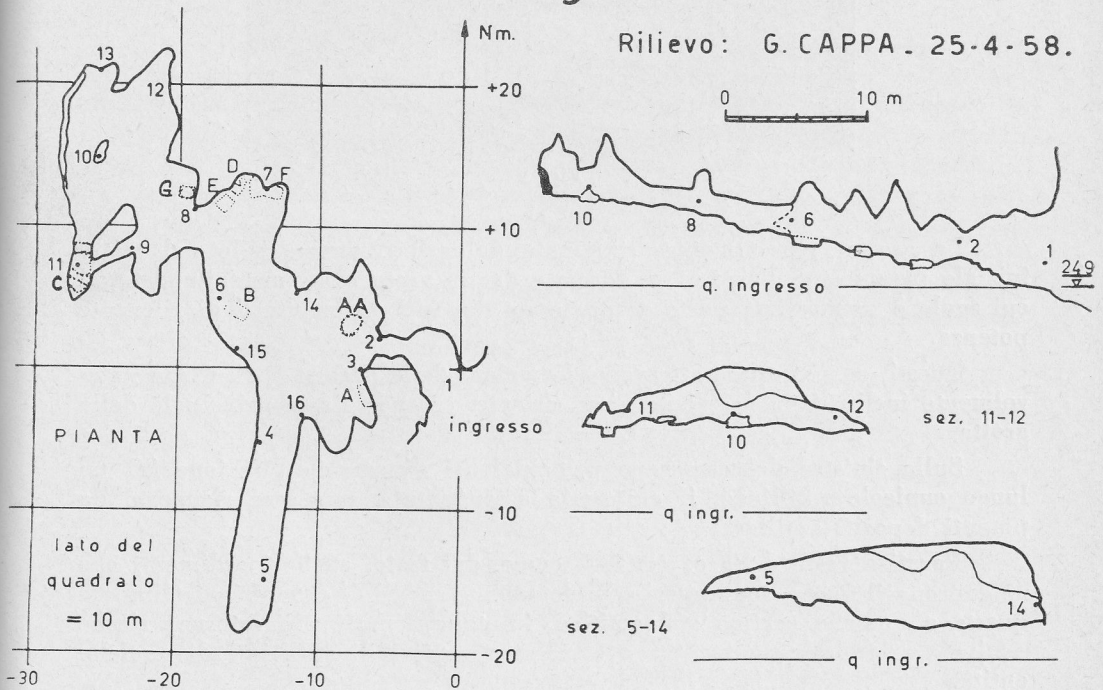 Rilievo: G. CAPPA. 25-4-58.
Nm.
0 10 m
13
12
+20
10
G
E
D
7
F
8
+10
9
11
C
6
B
14
AA
2
15
3
1
A
16
ingresso
PIANTA
4
-10
lato del
quadrato
= 10 m
5
-20
-30 -20 -10 0
10
8
6
2
1
249
q. ingresso
11
10
12
sez. 11-12
q ingr.
5
14
sez. 5-14
q ingr.